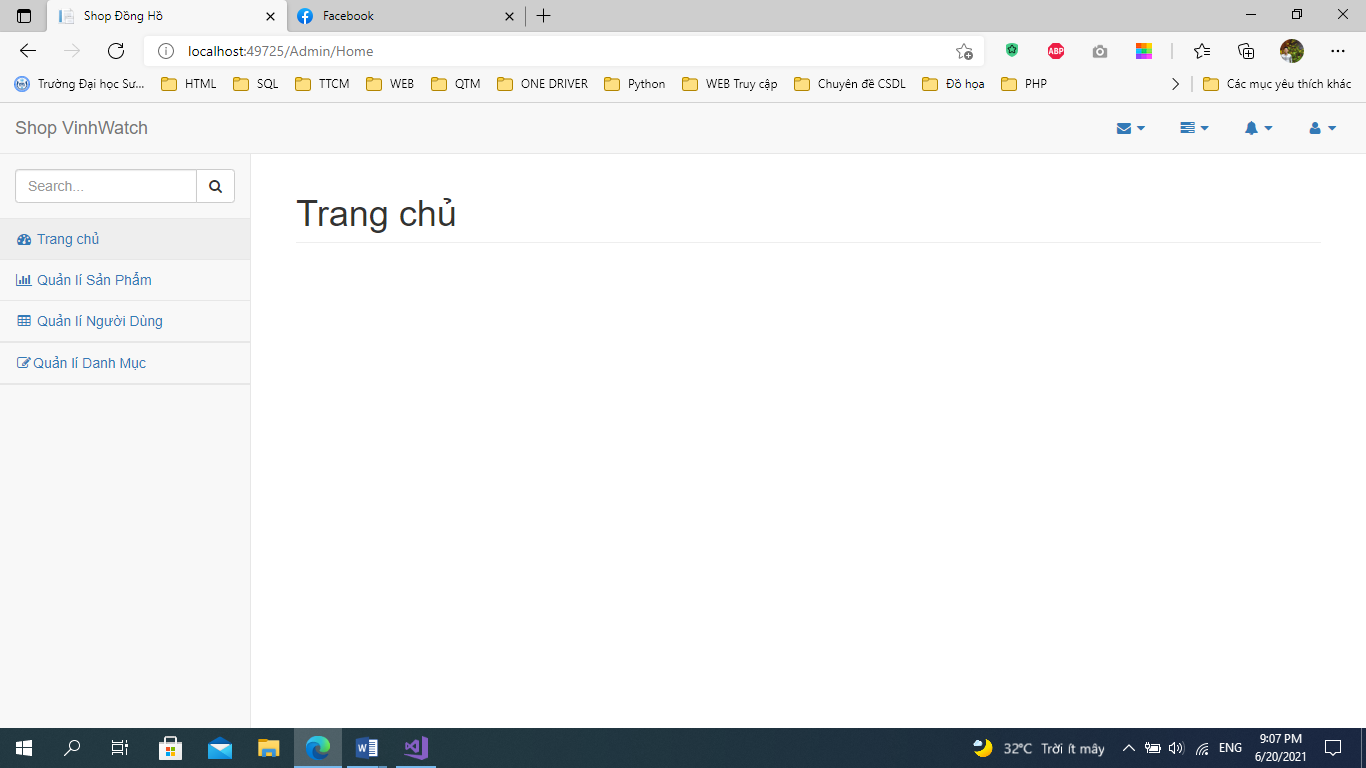 Shop Đồng Hồ
Facebook
localhost:49725/Admin/Home
ABP
Trường Đại học Sư...
HTML
SQL
TTCM
WEB
QTM
ONE DRIVER
Python
WEB Truy cập
Chuyên đề CSDL
Đồ họa
PHP
Các mục yêu thích khác
Shop VinhWatch
Search...
Trang chủ
Trang chủ
Quản lí Sản Phẩm
Quản lí Người Dùng
Quản lí Danh Mục
32°C Trời ít mây
ENG
9:07 PM
6/20/2021